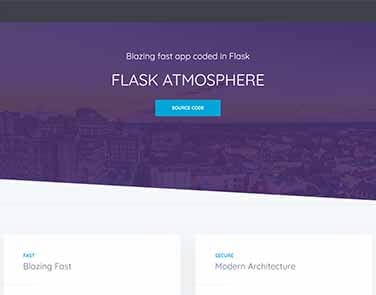 Blazing fast app coded in Flask
FLASK ATMOSPHERE
SOURCE CODE
FAST
Blazing Fast
SECURE
Modern Architecture